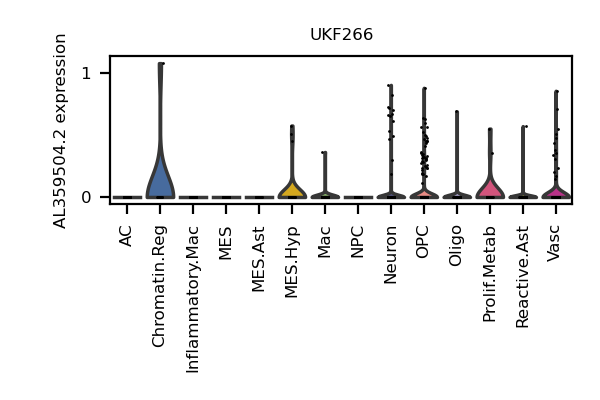 UKF266
AL359504.2 expression
1
0
AC
Chromatin.Reg
Inflammatory.Mac
MES
MES.Ast
MES.Hyp
Mac
NPC
Neuron
OPC
Oligo
Prolif.Metab
Reactive.Ast
Vasc